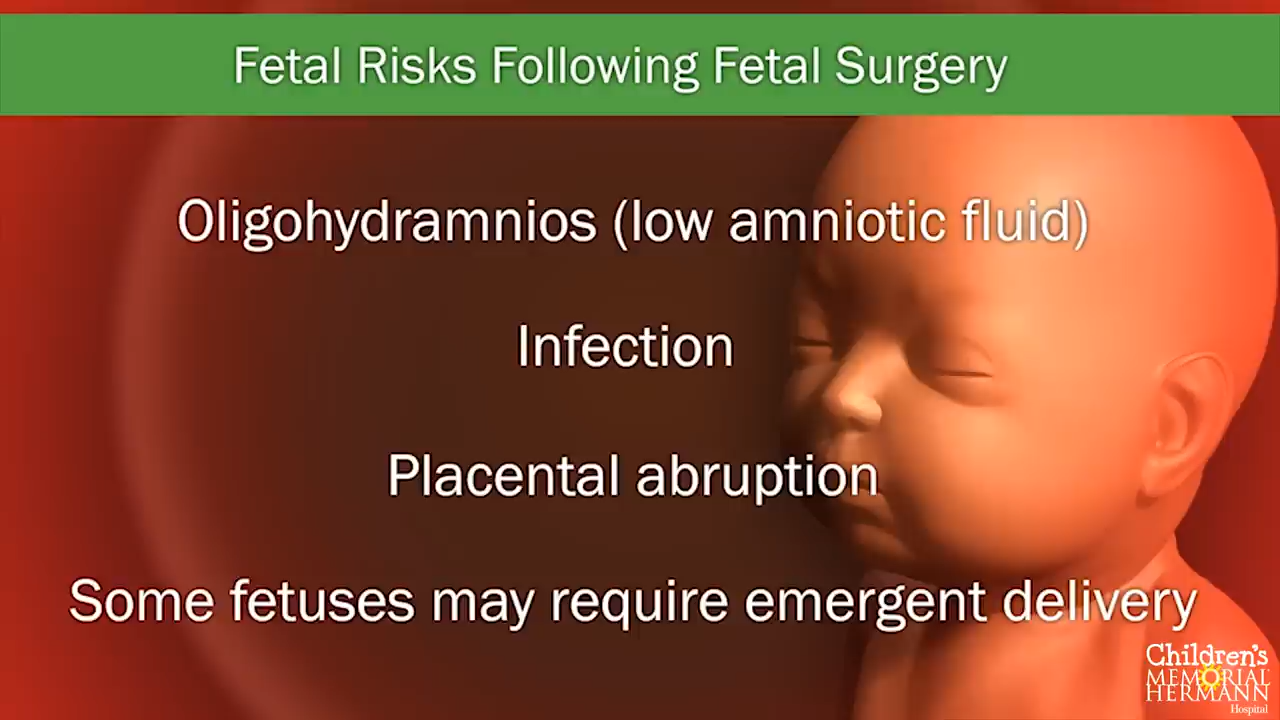 Fetal Risks Following Fetal Surgery
Oligohydramnios (low amniotic fluid)
Infection
Placental abruption
Some fetuses may require emergent delivery
Children's
MEMORIAL
HERMANN
Hospital